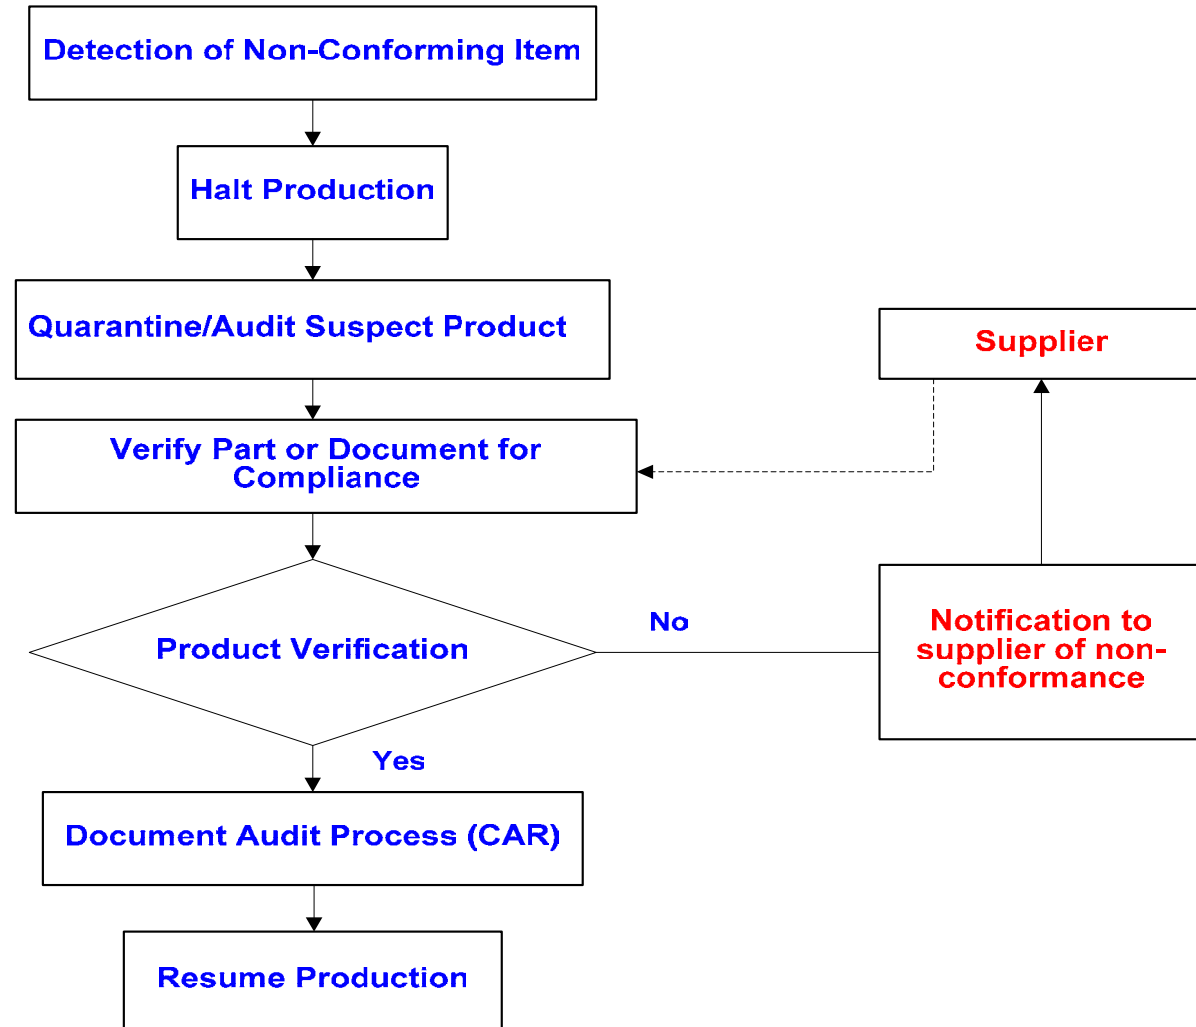 Detection of Non-Conforming Item
Halt Production
Quarantine/Audit Suspect Product
Supplier
Verify Part or Document for
Compliance
Product Verification
No
Notification to
supplier of non-
conformance
Yes
Document Audit Process (CAR)
Resume Production